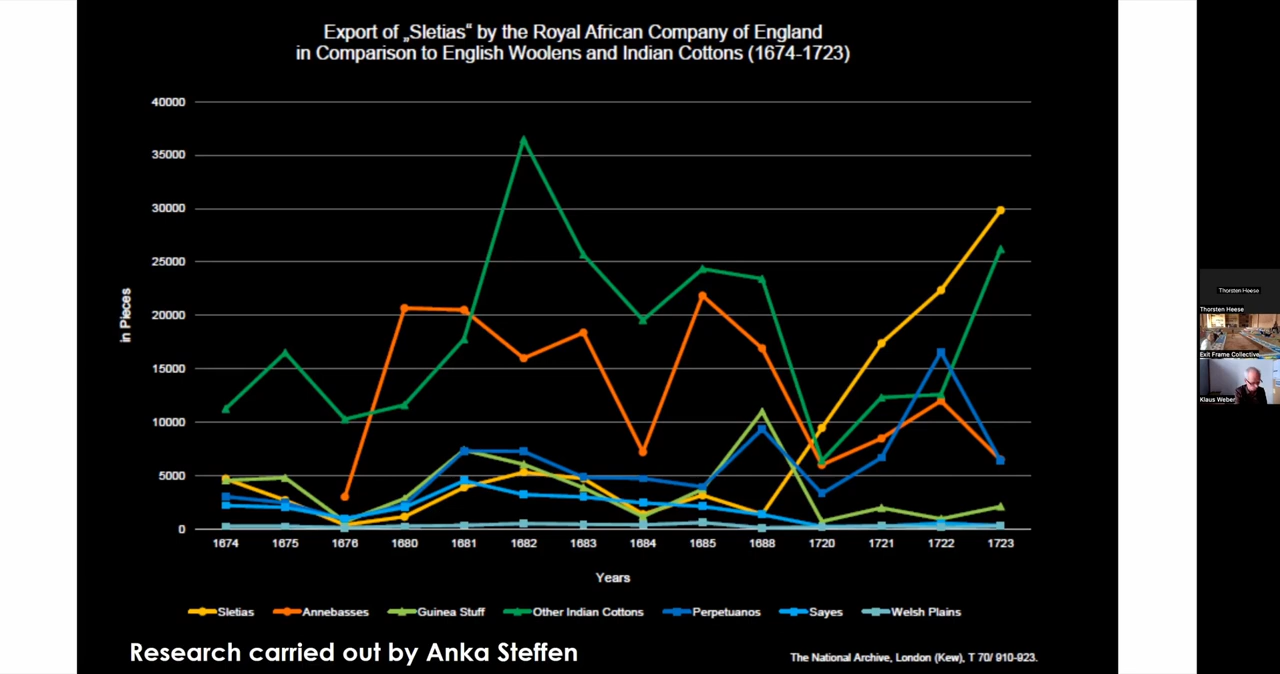 Export of „Sletias“ by the Royal African Company of England
in Comparison to English Woolens and Indian Cottons (1674-1723)
40000
35000
30000
25000
20000
15000
10000
5000
0
in Pieces
1674 1675 1676 1680 1681 1682 1683 1684 1685 1688 1720 1721 1722 1723
Years
Sletias Annebasses Guinea Stuff Other Indian Cottons Perpetuanos Sayes Welsh Plains
Research carried out by Anka Steffen
The National Archive, London (Kew), T 70/ 910-923.
Thorsten Heese
Thorsten Heese
Exit Frame Collective
Klaus Weber